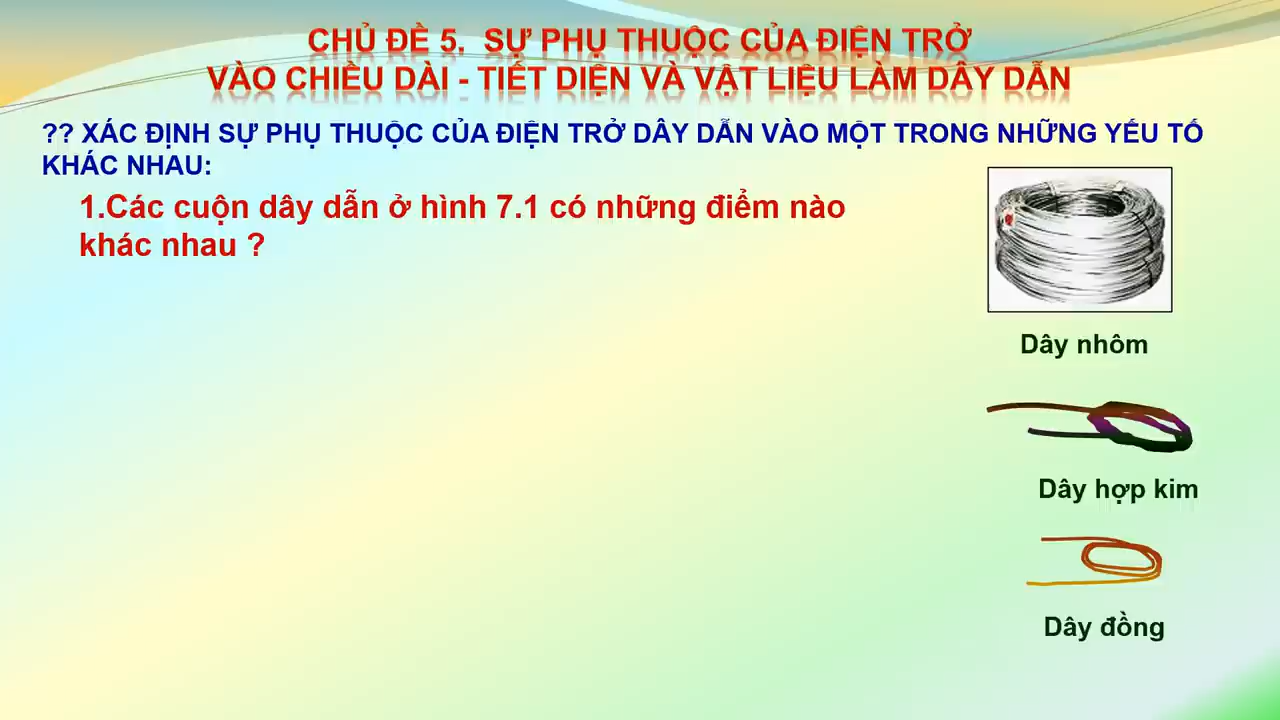 CHỦ ĐỀ 5. SỰ PHỤ THUỘC CỦA ĐIỆN TRỞ
VÀO CHIỀU DÀI - TIẾT DIỆN VÀ VẬT LIỆU LÀM DÂY DẪN
?? XÁC ĐỊNH SỰ PHỤ THUỘC CỦA ĐIỆN TRỞ DÂY DẪN VÀO MỘT TRONG NHỮNG YẾU TỐ
KHÁC NHAU:
1.Các cuộn dây dẫn ở hình 7.1 có những điểm nào
khác nhau ?
Dây nhôm
Dây hợp kim
Dây đồng